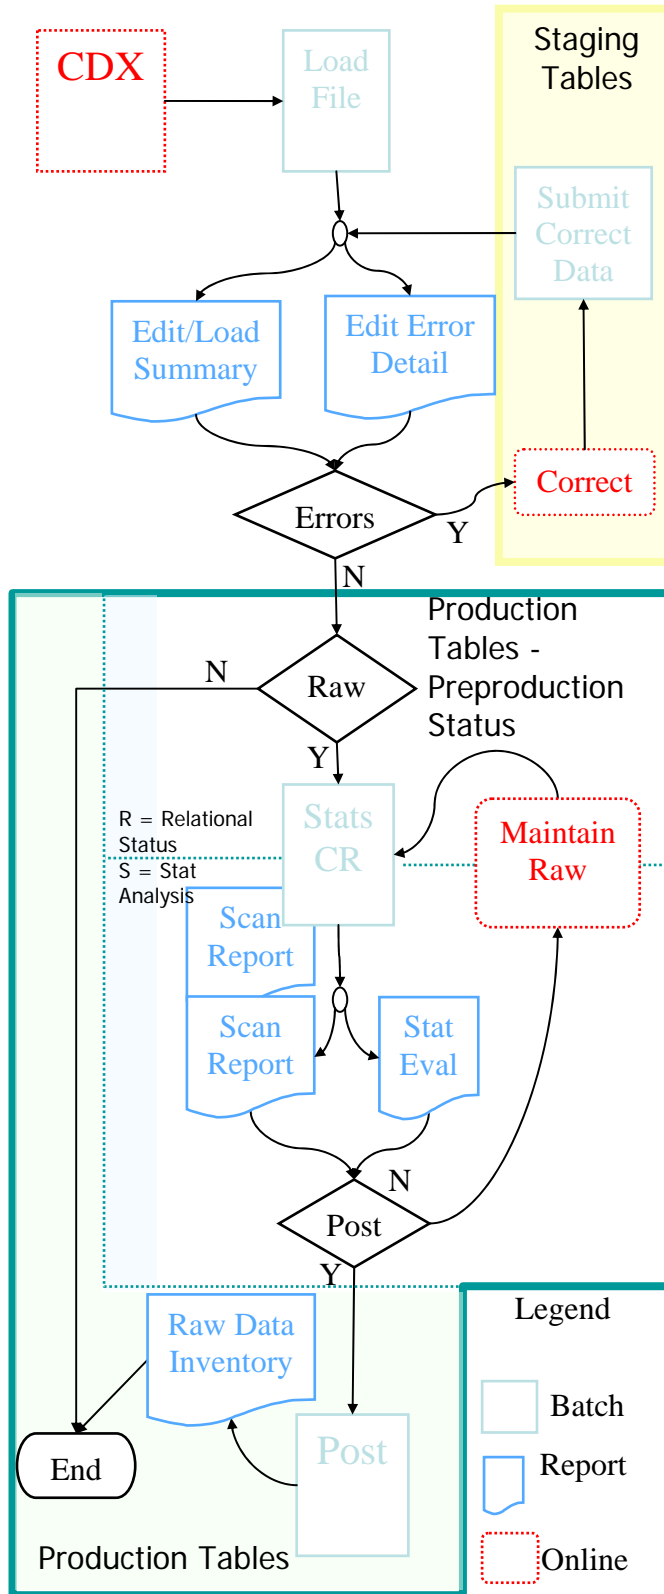 CDX
Load
File
Staging
Tables
Submit
Correct
Data
Edit/Load
Summary
Edit Error
Detail
Correct
Errors
Y
N
Production
Tables -
Preproduction
Status
N
Raw
Y
R = Relational
Status
S = Stat
Analysis
Stats
CR
Maintain
Raw
Scan
Report
Scan
Report
Stat
Eval
N
Post
Y
Raw Data
Inventory
Legend
Batch
Post
End
Report
Production Tables
Online